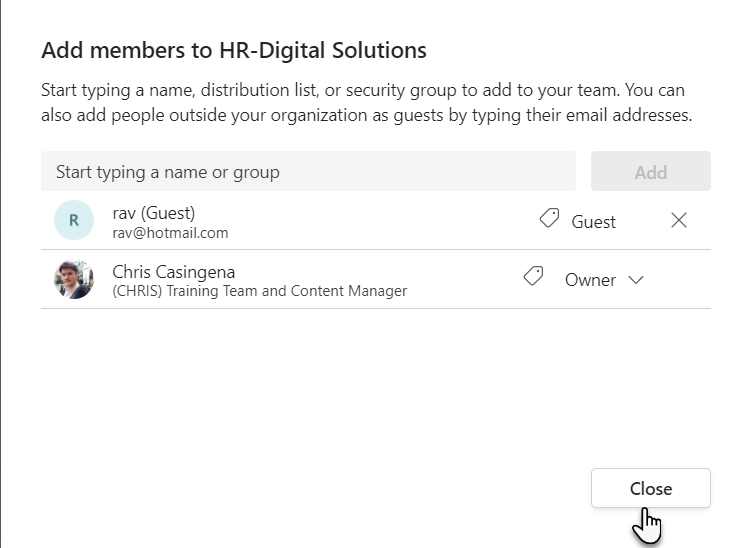 Add members to HR-Digital Solutions
Start typing a name, distribution list, or security group to add to your team. You can
also add people outside your organization as guests by typing their email addresses.
Start typing a name or group
Add
R
rav (Guest)
rav@hotmail.com
Guest
Chris Casingena
(CHRIS) Training Team and Content Manager
Owner
Close